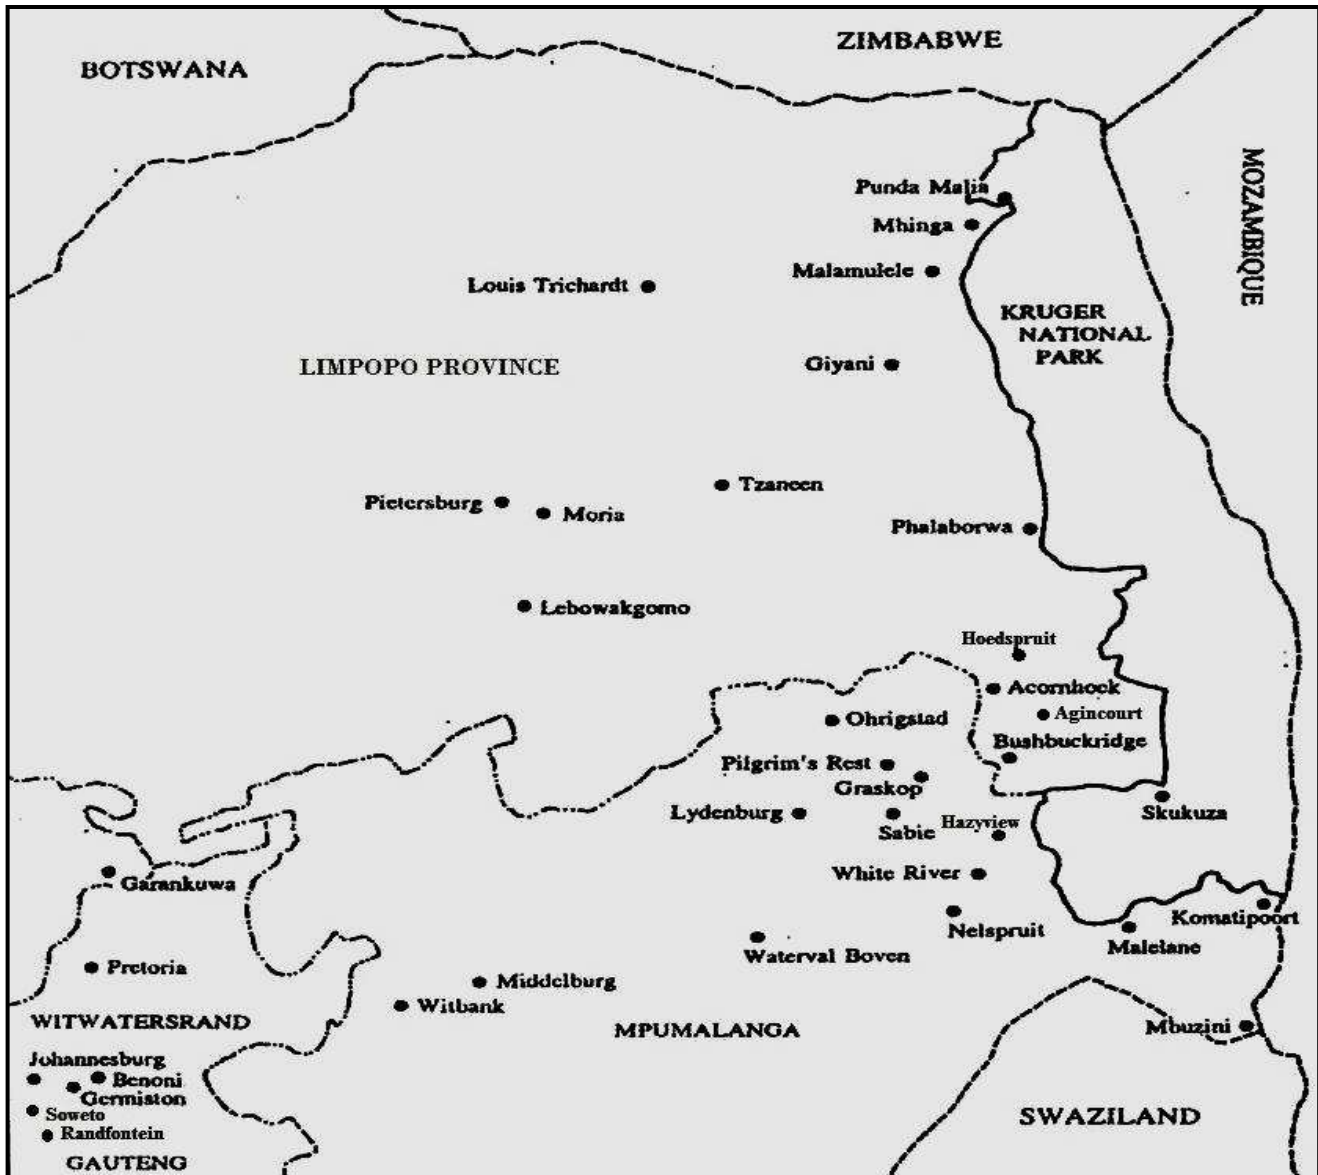 ZIMBABWE
BOTSWANA
MOZAMBIQUE
Punda Malia
Mhinga
Malamulele
Louis Trichardt
KRUGER
NATIONAL
PARK
LIMPOPO PROVINCE
Giyani
Tzaneen
Pietersburg
Moria
Phalaborwa
Lebowakgomo
Hoedspruit
Acornhoek
Agincourt
Ohrigstad
Bushbuckridge
Pilgrim's Rest
Graskop
Lydenburg
Sabie
Hazyview
Skukuza
White River
Garankuwa
Komatipoort
Nelspruit
Malelane
Waterval Boven
Pretoria
Middelburg
Witbank
WITWATERSRAND
MPUMALANGA
Mbuzini
Johannesburg
Benoni
Germiston
Soweto
SWAZILAND
Randfontein
GAUTENG